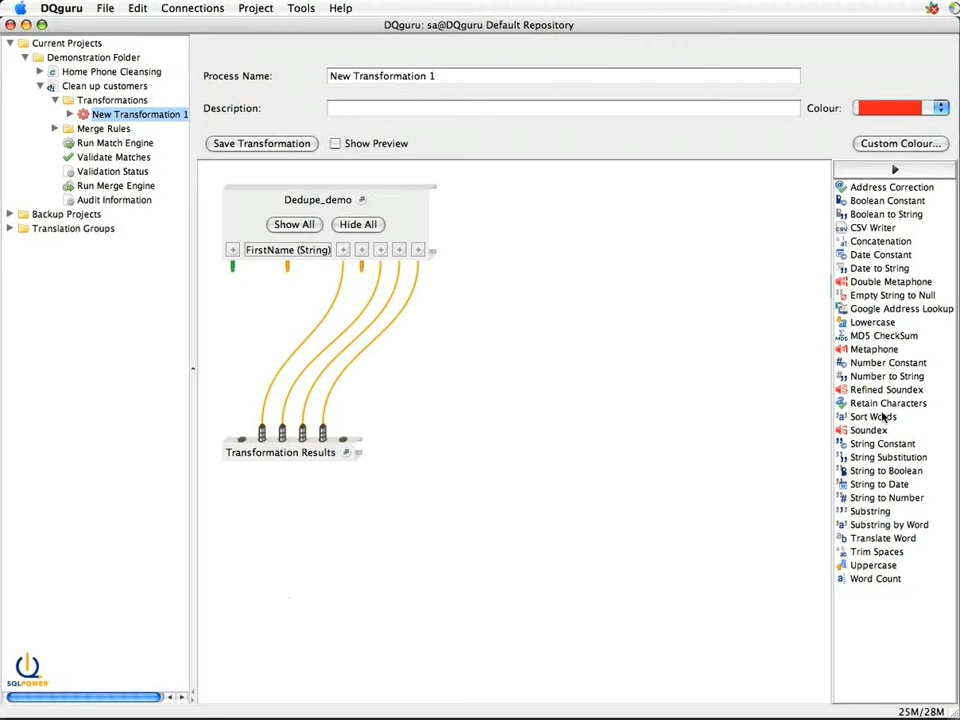 DQguru File Edit Connections Project Tools Help
DQguru: sa@DQguru Default Repository
Current Projects
Demonstration Folder
Home Phone Cleansing
Clean up customers
Transformations
New Transformation 1
Merge Rules
Run Match Engine
Validate Matches
Validation Status
Run Merge Engine
Audit Information
Backup Projects
Translation Groups
SQLPOWER
Process Name: New Transformation 1
Description: Colour:
Save Transformation Show Preview Custom Colour...
Dedupe_demo
Show All Hide All
FirstName (String)
Transformation Results
Address Correction
Boolean Constant
Boolean to String
CSV Writer
Concatenation
Date Constant
Date to String
Double Metaphone
Empty String to Null
Google Address Lookup
Lowercase
MD5 CheckSum
Metaphone
Number Constant
Number to String
Refined Soundex
Retain Characters
Sort Words
Soundex
String Constant
String Substitution
String to Boolean
String to Date
String to Number
Substring
Substring by Word
Translate Word
Trim Spaces
Uppercase
Word Count
25M/28M